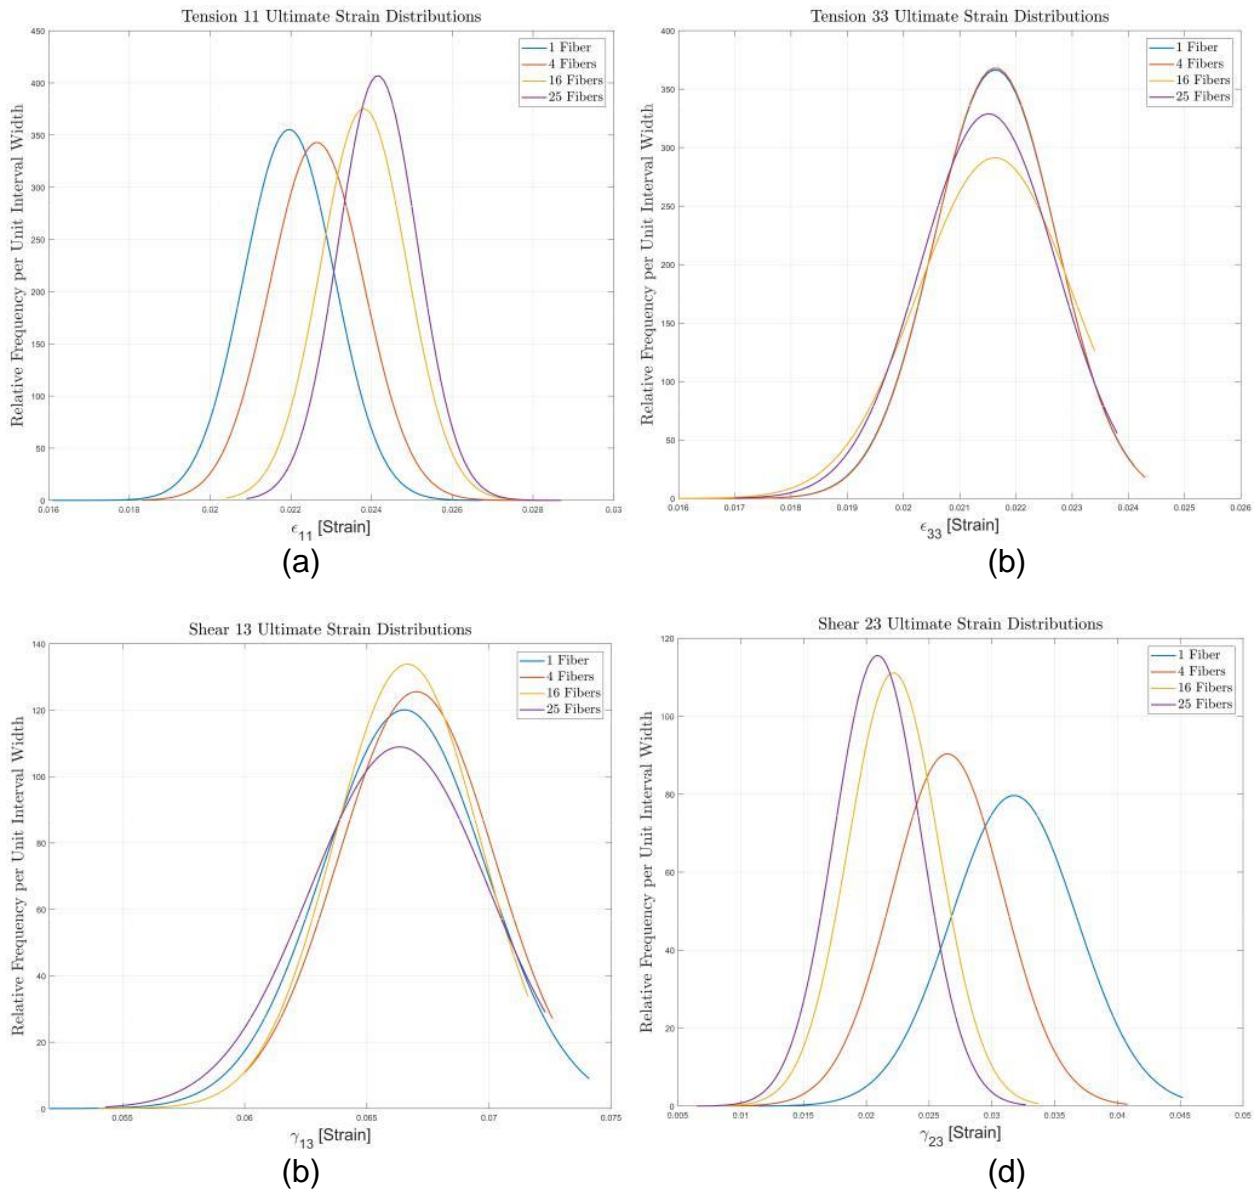 Tension 11 Ultimate Strain Distributions
Relative Frequency per Unit Interval Width
450
400
350
300
250
200
150
100
50
0
0.016
0.018
0.02
0.022
0.024
0.026
0.028
0.03
1 Fiber
4 Fibers
16 Fibers
25 Fibers
ϵ11 [Strain]
(a)
Tension 33 Ultimate Strain Distributions
Relative Frequency per Unit Interval Width
400
350
300
250
200
150
100
50
0
0.016
0.017
0.018
0.019
0.02
0.021
0.022
0.023
0.024
0.025
0.026
1 Fiber
4 Fibers
16 Fibers
25 Fibers
ϵ33 [Strain]
(b)
Shear 13 Ultimate Strain Distributions
Relative Frequency per Unit Interval Width
140
120
100
80
60
40
20
0
0.055
0.06
0.065
0.07
0.075
1 Fiber
4 Fibers
16 Fibers
25 Fibers
γ13 [Strain]
(b)
Shear 23 Ultimate Strain Distributions
Relative Frequency per Unit Interval Width
120
100
80
60
40
20
0
0.005
0.01
0.015
0.02
0.025
0.03
0.035
0.04
0.045
0.05
1 Fiber
4 Fibers
16 Fibers
25 Fibers
γ23 [Strain]
(d)